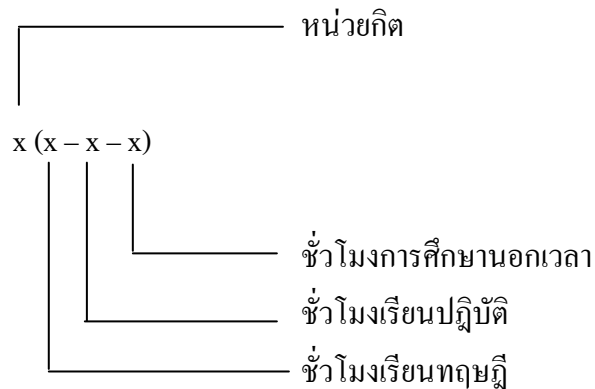 หน่วยกิต
x (x – x – x)
ชั่วโมงการศึกษานอกเวลา
ชั่วโมงเรียนปฎิบัติ
ชั่วโมงเรียนทฤษฎี